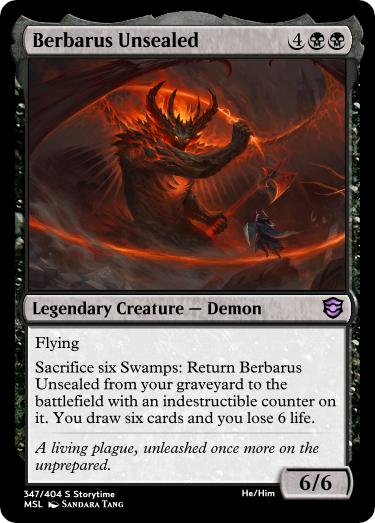 Berbarus Unsealed 4
Legendary Creature — Demon
Flying
Sacrifice six Swamps: Return Berbarus
Unsealed from your graveyard to the
battlefield with an indestructible counter on
it. You draw six cards and you lose 6 life.
A living plague, unleashed once more on the
unprepared.
6/6
347/404 S Storytime He/Him
MSL SANDARA TANG